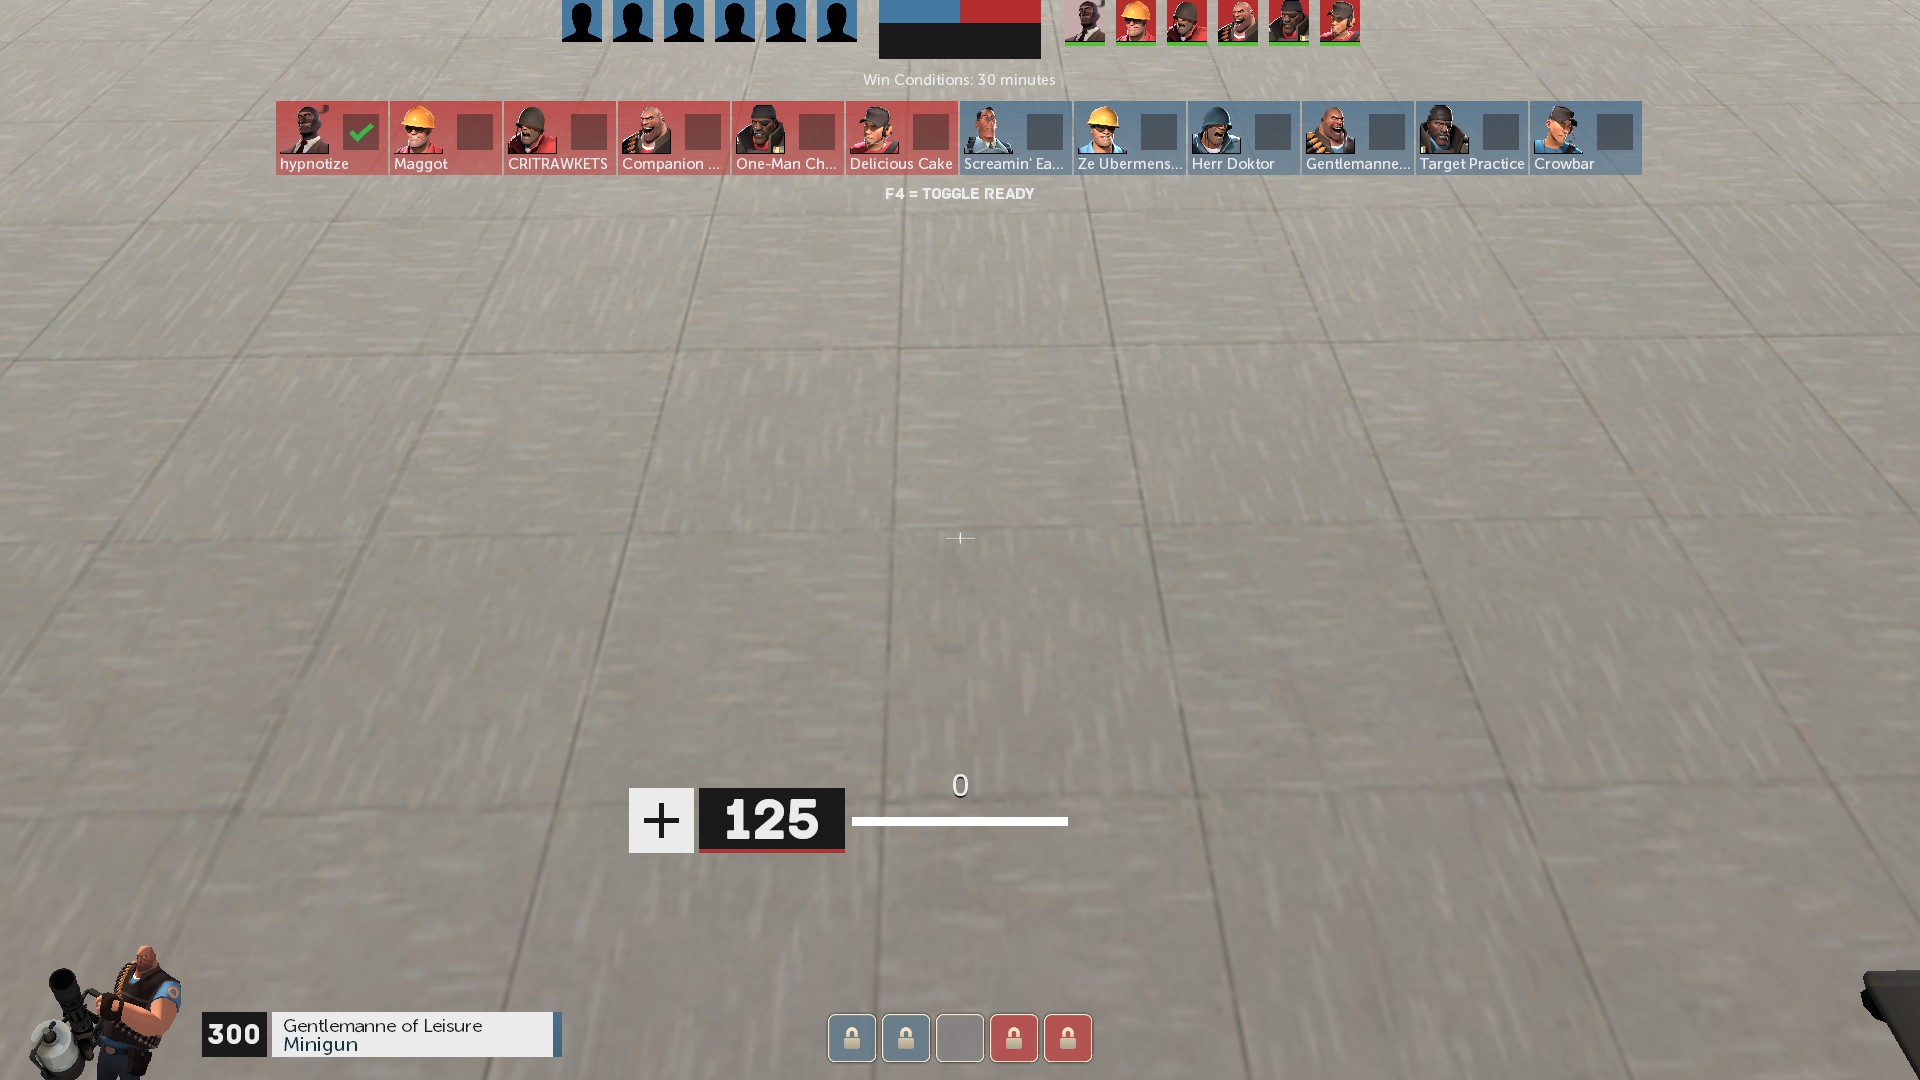 Win Conditions: 30 minutes
hypnotize
Maggot
CRITRAWKETS
Companion ...
One-Man Ch...
Delicious Cake
Screamin' Ea...
Ze Ubermens...
Herr Doktor
Gentlemanne...
Target Practice
Crowbar
F4 = TOGGLE READY
0
125
300
Gentlemanne of Leisure
Minigun